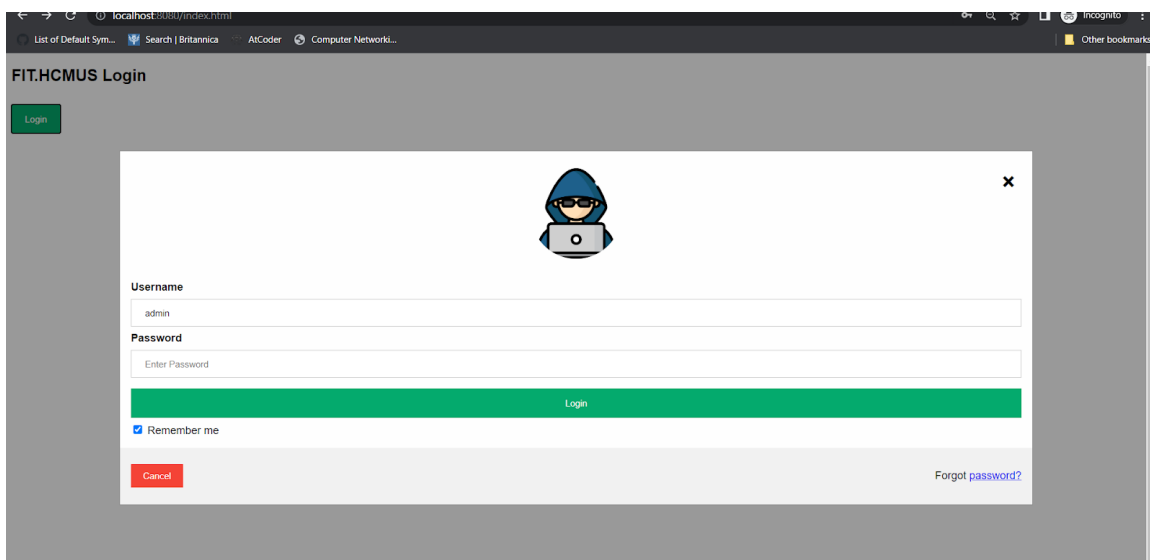 localhost:8080/index.html
Incognito
List of Default Sym... Search | Britannica AtCoder Computer Networki... Other bookmarks
FIT.HCMUS Login
Login
×
Username
admin
Password
Enter Password
Login
Remember me
Cancel
Forgot password?